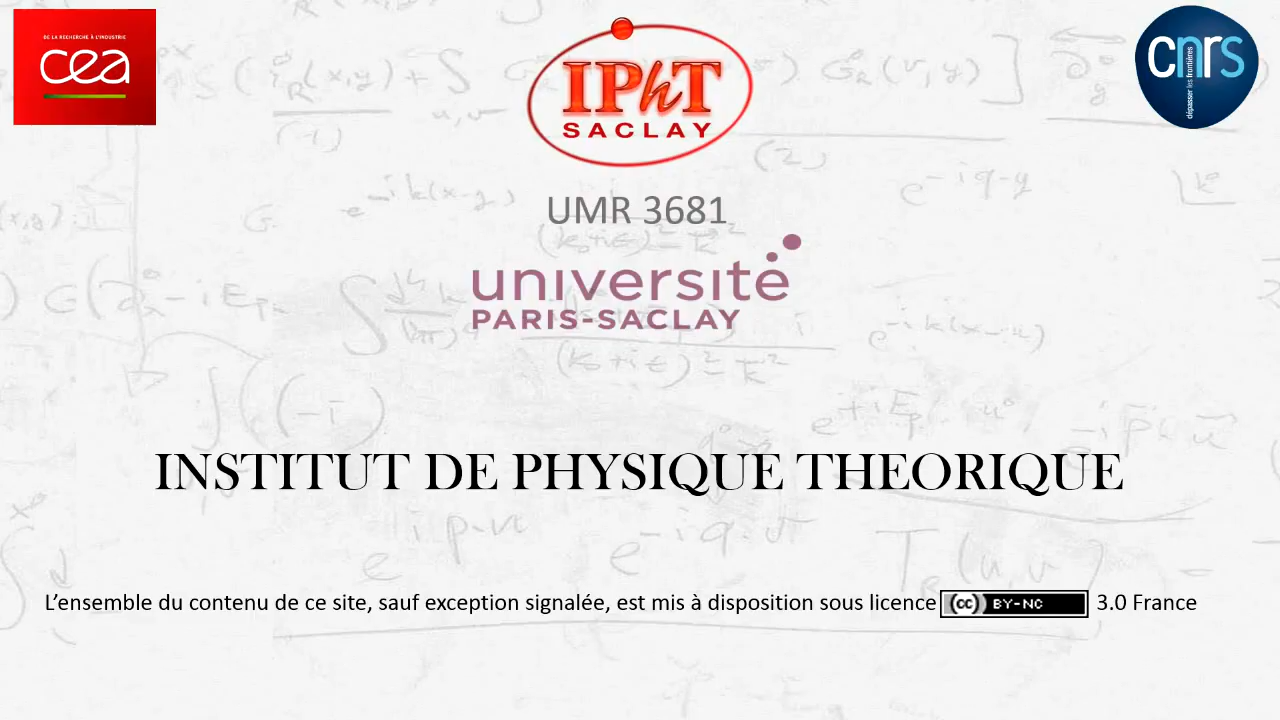 DE LA RECHERCHE À L'INDUSTRIE
cea
IPhT
SACLAY
cnrs
dépasser les frontières
UMR 3681
université
PARIS-SACLAY
INSTITUT DE PHYSIQUE THEORIQUE
L'ensemble du contenu de ce site, sauf exception signalée, est mis à disposition sous licence (cc) BY-NC 3.0 France